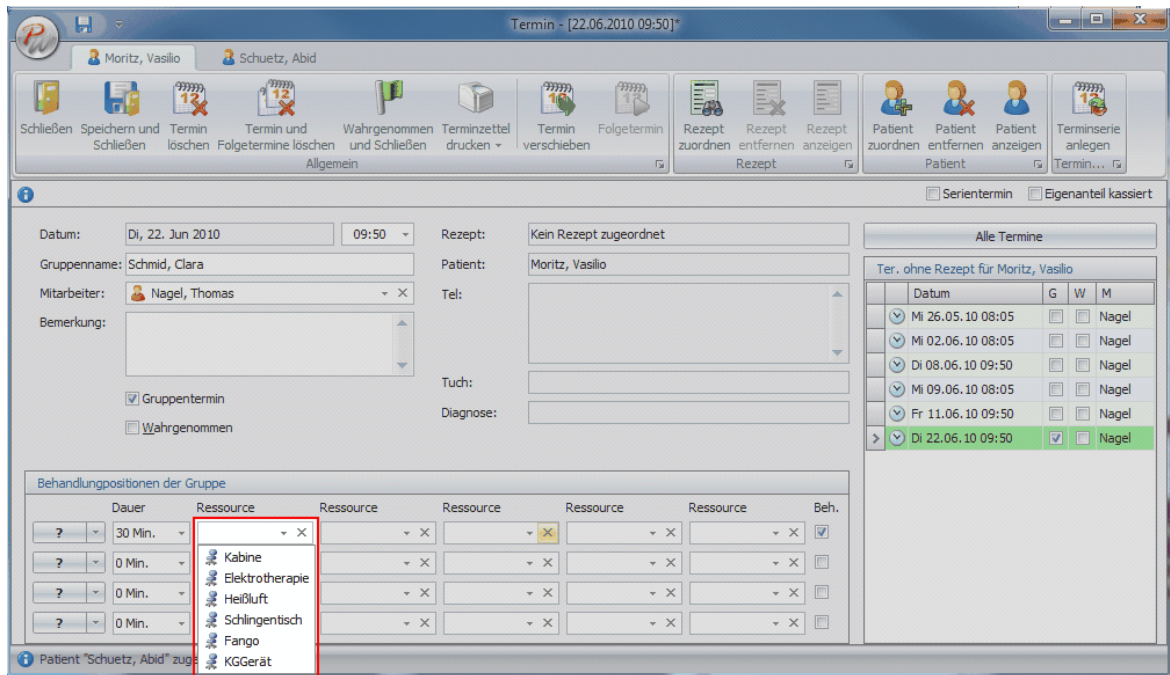 Termin - [22.06.2010 09:50]*
Moritz, Vasilio
Schuetz, Abid
Schließen
Speichern und Schließen
Termin löschen
Termin und Folgetermine löschen
Wahrgenommen und Schließen
Terminzettel drucken
Termin verschieben
Folgetermin
Rezept zuordnen
Rezept entfernen
Rezept anzeigen
Patient zuordnen
Patient entfernen
Patient anzeigen
Terminserie anlegen
Allgemein
Rezept
Patient
Termin...
Serientermin
Eigenanteil kassiert
Datum: Di, 22. Jun 2010 09:50
Gruppenname: Schmid, Clara
Mitarbeiter: Nagel, Thomas
Bemerkung:
Gruppentermin
Wahrgenommen
Rezept: Kein Rezept zugeordnet
Patient: Moritz, Vasilio
Tel:
Tuch:
Diagnose:
Alle Termine
Ter. ohne Rezept für Moritz, Vasilio
Datum G W M
Mi 26.05.10 08:05 Nagel
Mi 02.06.10 08:05 Nagel
Di 08.06.10 09:50 Nagel
Mi 09.06.10 08:05 Nagel
Fr 11.06.10 09:50 Nagel
Di 22.06.10 09:50 Nagel
Behandlungpositionen der Gruppe
Dauer Ressource Ressource Ressource Ressource Ressource Beh.
? 30 Min.
? 0 Min.
? 0 Min.
? 0 Min.
Kabine
Elektrotherapie
Heißluft
Schlingentisch
Fango
KGGerät
Patient "Schuetz, Abid"